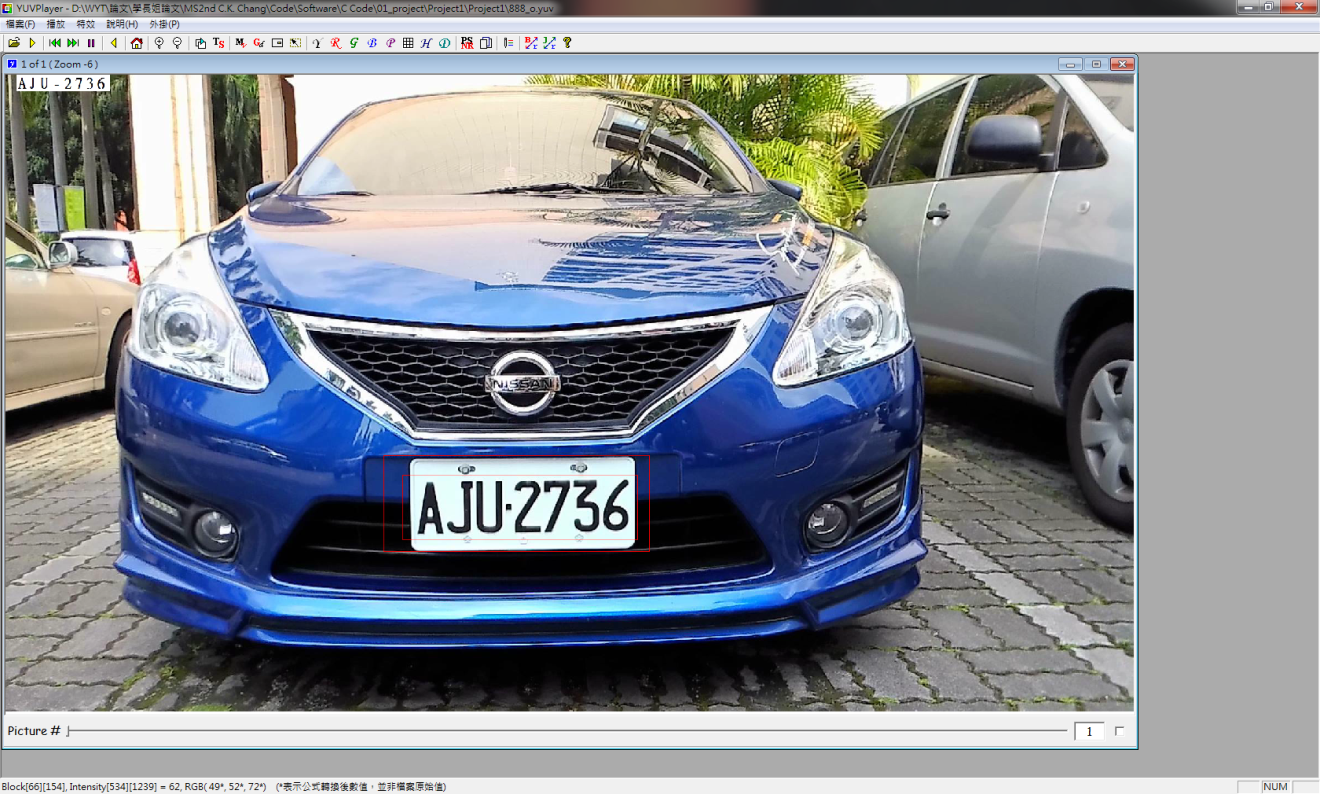 YUVPlayer - D:\WYT\論文\學長姐論文\MS2nd C.K. Chang\Code\Software\C Code\01_project\Project1\Project1\888_o.yuv
檔案(F) 播放 特效 說明(H) 外掛(P)
1 of 1 ( Zoom -6 )
AJU-2736
NISSAN
AJU·2736
Picture #
1
Block[66][154], Intensity[534][1239] = 62, RGB( 49*, 52*, 72*) (*表示公式轉換後數值，並非檔案原始值)
NUM